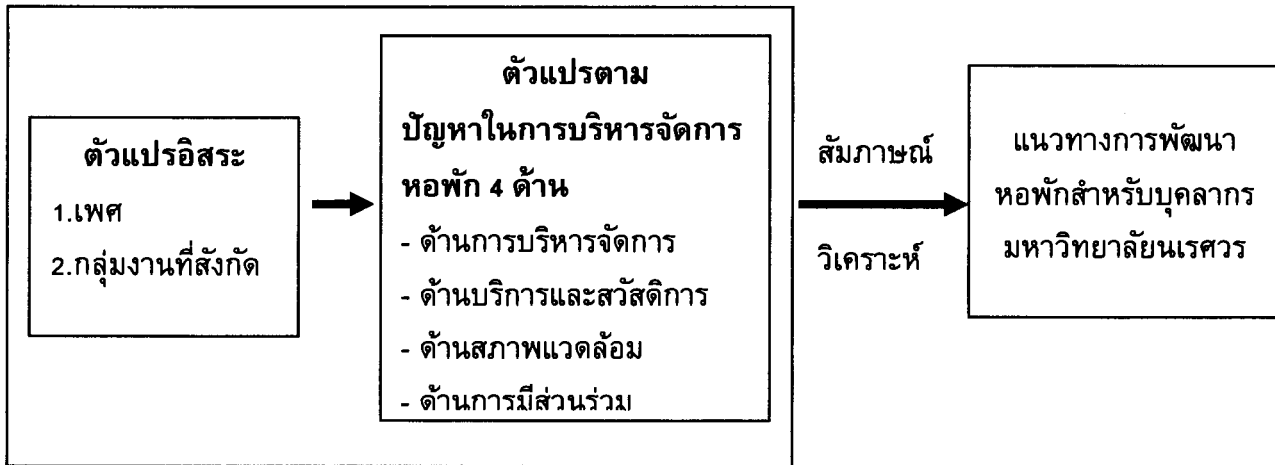 ตัวแปรอิสระ
1.เพศ
2.กลุ่มงานที่สังกัด
ตัวแปรตาม
ปัญหาในการบริหารจัดการ
หอพัก 4 ด้าน
- ด้านการบริหารจัดการ
- ด้านบริการและสวัสดิการ
- ด้านสภาพแวดล้อม
- ด้านการมีส่วนร่วม
สัมภาษณ์
วิเคราะห์
แนวทางการพัฒนา
หอพักสำหรับบุคลากร
มหาวิทยาลัยนเรศวร